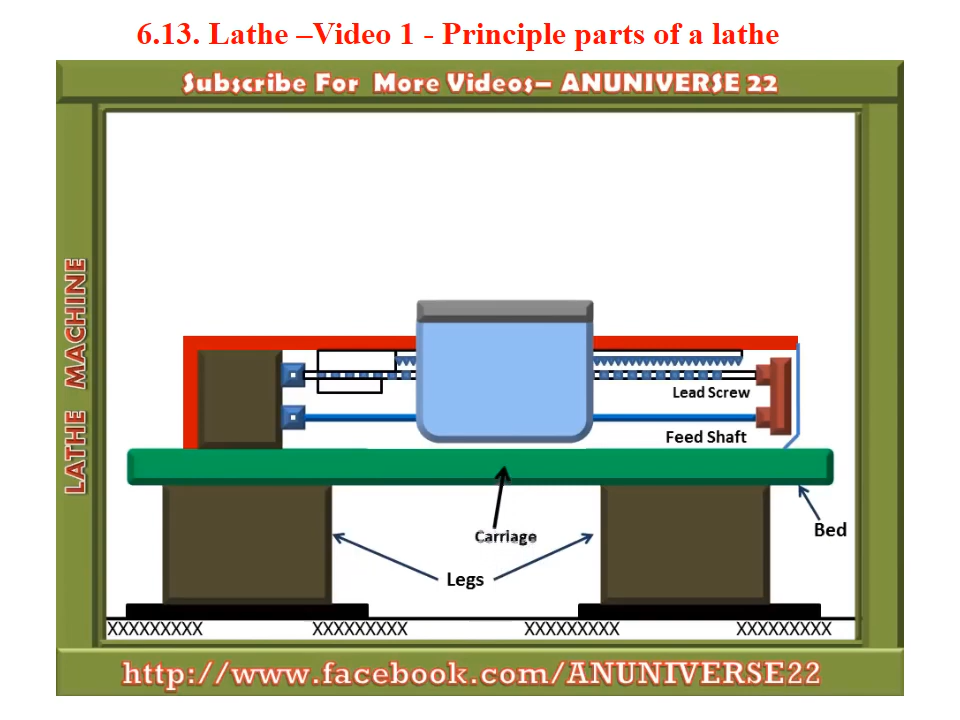 6.13. Lathe –Video 1 - Principle parts of a lathe
Subscribe For More Videos– ANUNIVERSE 22
LATHE MACHINE
Lead Screw
Feed Shaft
Carriage
Bed
Legs
XXXXXXXXX XXXXXXXXX XXXXXXXXX XXXXXXXXX
http://www.facebook.com/ANUNIVERSE22